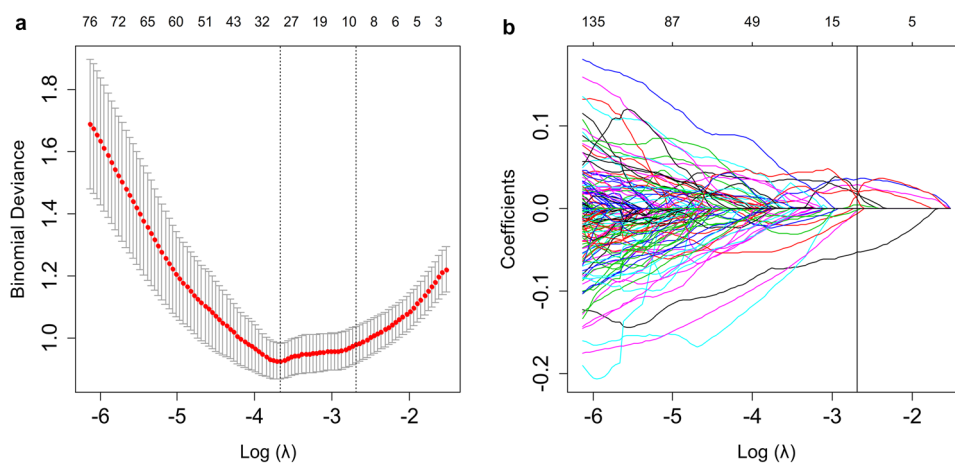 a
76 72 65 60 51 43 32 27 19 10 8 6 5 3
Binomial Deviance
1.8
1.6
1.4
1.2
1.0
-6 -5 -4 -3 -2
Log (λ)
b
135 87 49 15 5
Coefficients
0.1
0.0
-0.1
-0.2
-6 -5 -4 -3 -2
Log (λ)